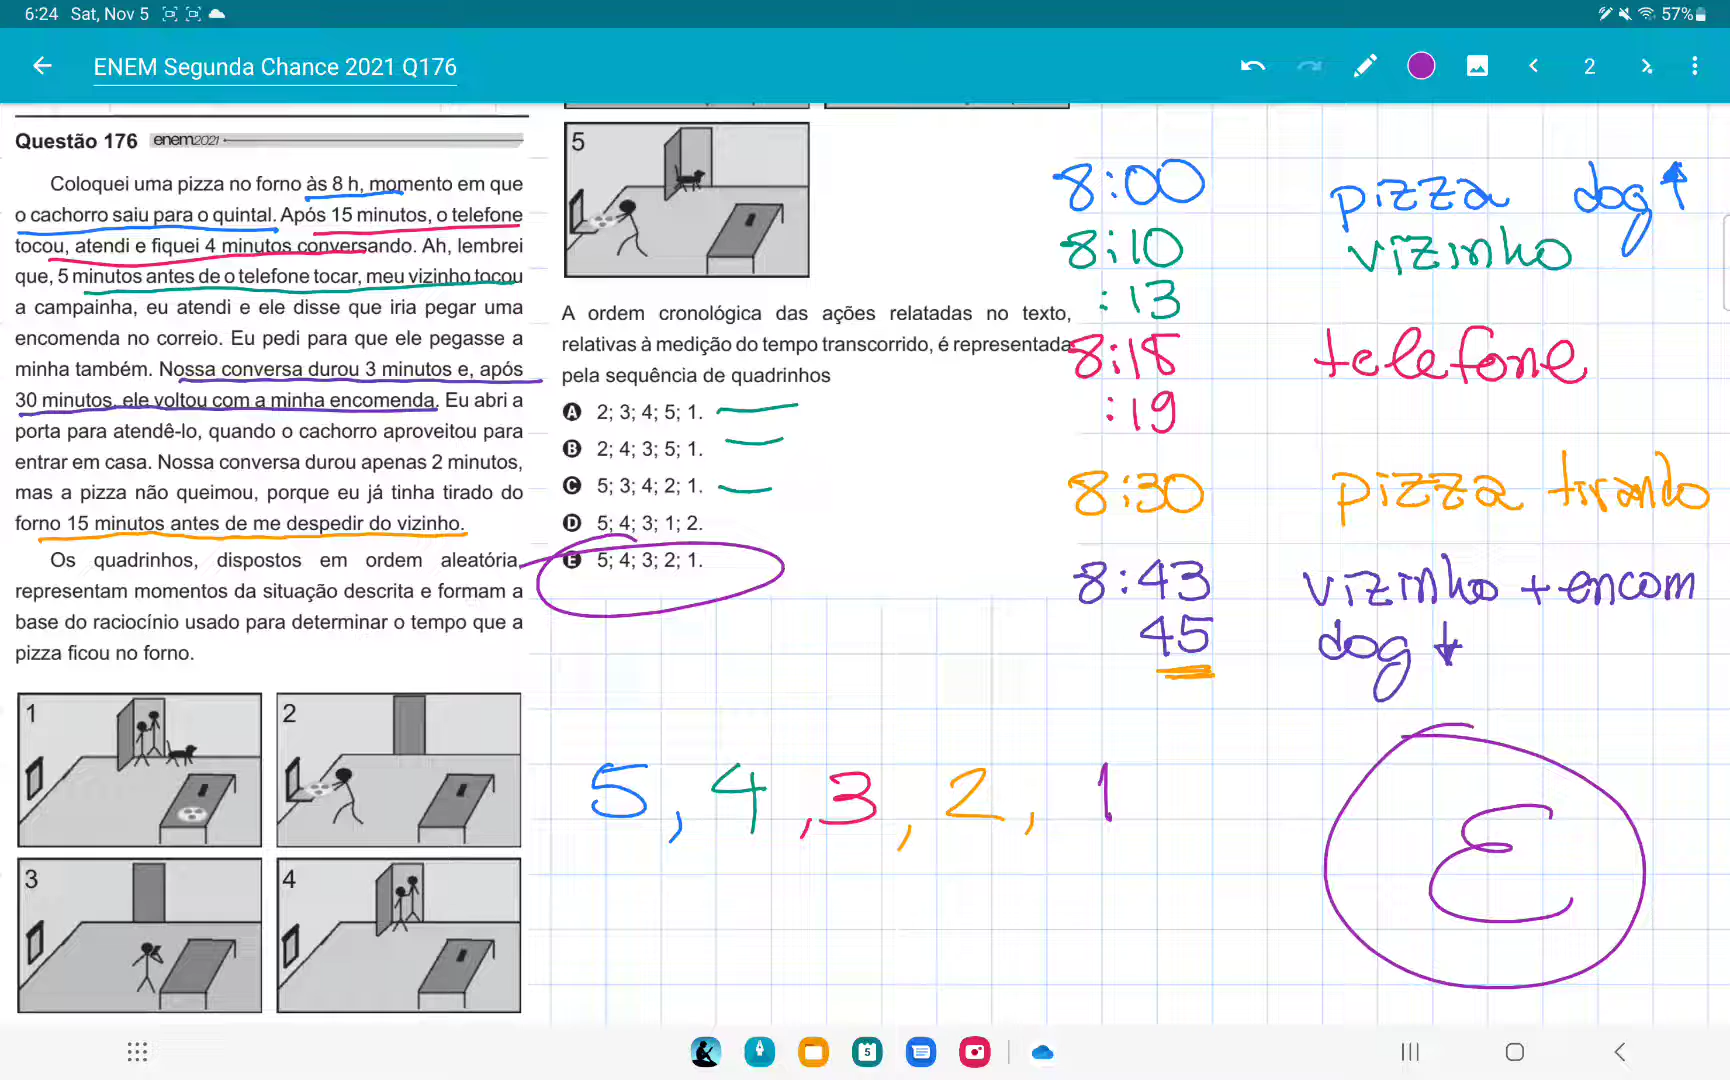 6:24 Sat, Nov 5
57%
ENEM Segunda Chance 2021 Q176
2
Questão 176 enem2021
Coloquei uma pizza no forno às 8 h, momento em que
o cachorro saiu para o quintal. Após 15 minutos, o telefone
tocou, atendi e fiquei 4 minutos conversando. Ah, lembrei
que, 5 minutos antes de o telefone tocar, meu vizinho tocou
a campainha, eu atendi e ele disse que iria pegar uma
encomenda no correio. Eu pedi para que ele pegasse a
minha também. Nossa conversa durou 3 minutos e, após
30 minutos, ele voltou com a minha encomenda. Eu abri a
porta para atendê-lo, quando o cachorro aproveitou para
entrar em casa. Nossa conversa durou apenas 2 minutos,
mas a pizza não queimou, porque eu já tinha tirado do
forno 15 minutos antes de me despedir do vizinho.
Os quadrinhos, dispostos em ordem aleatória,
representam momentos da situação descrita e formam a
base do raciocínio usado para determinar o tempo que a
pizza ficou no forno.
1
2
3
4
5
A ordem cronológica das ações relatadas no texto,
relativas à medição do tempo transcorrido, é representada
pela sequência de quadrinhos
A 2; 3; 4; 5; 1.
B 2; 4; 3; 5; 1.
C 5; 3; 4; 2; 1.
D 5; 4; 3; 1; 2.
E 5; 4; 3; 2; 1.
8:00 pizza dog ↑
8:10 vizinho
:13
8:15 telefone
:19
8:30 pizza tirando
8:43 vizinho + encom
45 dog ↓
5, 4, 3, 2, 1
E
5